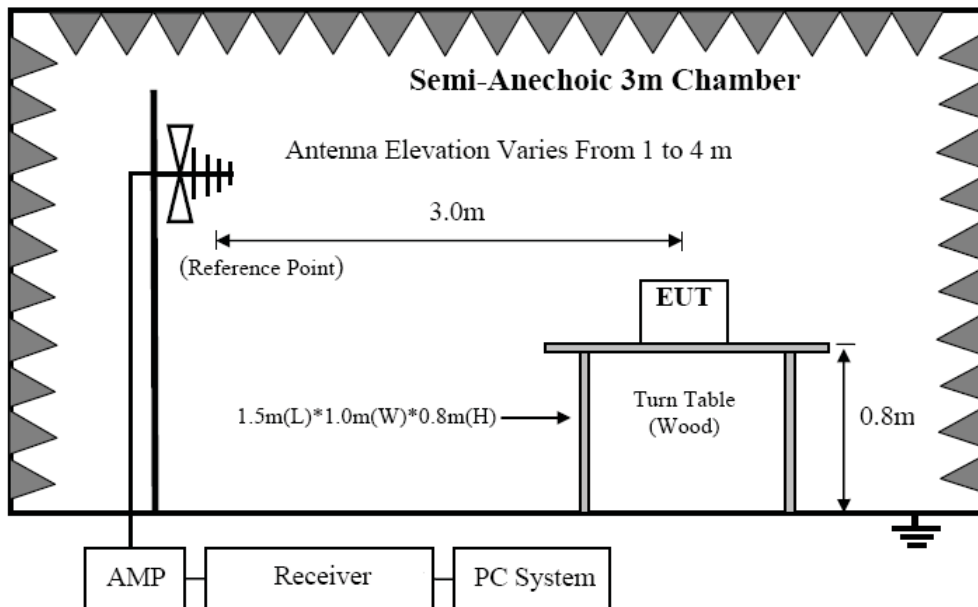 Semi-Anechoic 3m Chamber
Antenna Elevation Varies From 1 to 4 m
3.0m
(Reference Point)
EUT
1.5m(L)*1.0m(W)*0.8m(H)
Turn Table
(Wood)
0.8m
AMP
Receiver
PC System